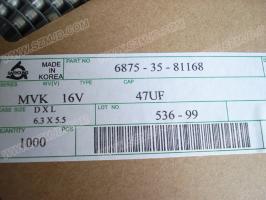 MADE IN KOREA
PART NO
6875 - 35 - 81168
SERIES WV(V) TYPE CAP
MVK 16V 47UF
CASE SIZE D X L LOT NO.
6.3 X 5.5 536 - 99
QUANTITY PCS
1000